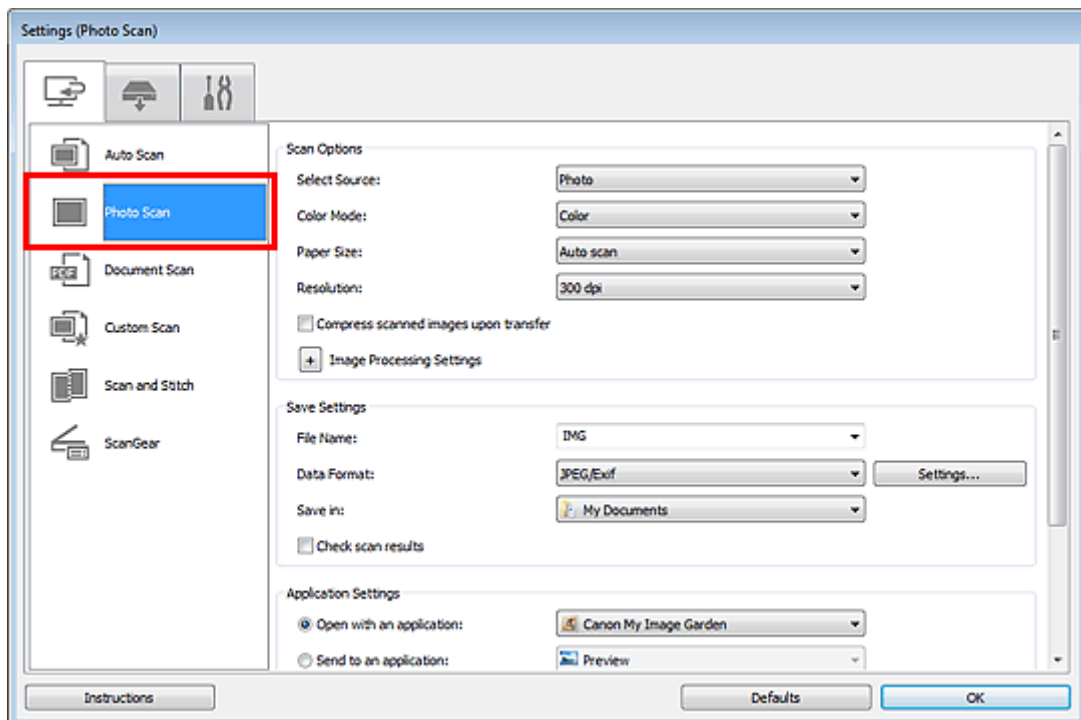 Settings (Photo Scan)
Auto Scan
Photo Scan
PDF
Document Scan
Custom Scan
Scan and Stitch
ScanGear
Scan Options
Select Source: Photo
Color Mode: Color
Paper Size: Auto scan
Resolution: 300 dpi
Compress scanned images upon transfer
+ Image Processing Settings
Save Settings
File Name: IMG
Data Format: JPEG/Exif Settings...
Save in: My Documents
Check scan results
Application Settings
Open with an application: Canon My Image Garden
Send to an application: Preview
Instructions Defaults OK